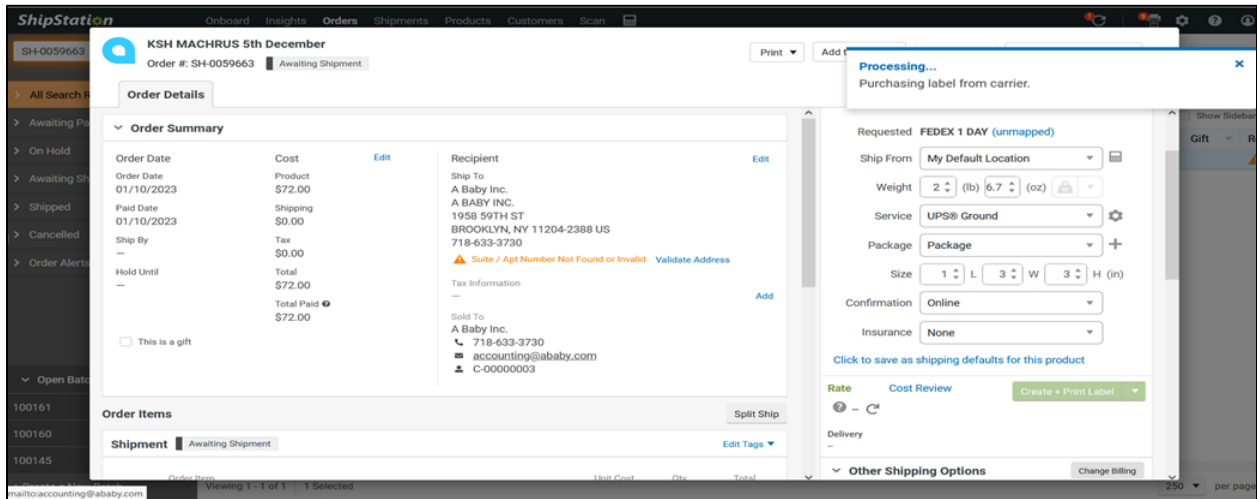 ShipStation Onboard Insights Orders Shipments Products Customers Scan
SH-0059663
KSH MACHRUS 5th December
Order #: SH-0059663 Awaiting Shipment
Print
Processing...
Purchasing label from carrier.
All Search
Awaiting
On Hold
Awaiting
Shipped
Cancelled
Order Alerts
Open
100161
100160
100145
Order Details
Order Summary
Order Date
Order Date
01/10/2023
Paid Date
01/10/2023
Ship By
—
Hold Until
—
This is a gift
Cost Edit
Product
$72.00
Shipping
$0.00
Tax
$0.00
Total
$72.00
Total Paid
$72.00
Recipient Edit
Ship To
A Baby Inc.
A BABY INC.
1958 59TH ST
BROOKLYN, NY 11204-2388 US
718-633-3730
Suite / Apt Number Not Found or Invalid Validate Address
Tax Information
— Add
Sold To
A Baby Inc.
718-633-3730
accounting@ababy.com
C-00000003
Order Items Split Ship
Shipment Awaiting Shipment Edit Tags
Order Item Unit Cost Qty Total
Requested FEDEX 1 DAY (unmapped)
Ship From My Default Location
Weight 2 (lb) 6.7 (oz)
Service UPS® Ground
Package Package
Size 1 L 3 W 3 H (in)
Confirmation Online
Insurance None
Click to save as shipping defaults for this product
Rate Cost Review Create + Print Label
? –
Delivery
--
Other Shipping Options Change Billing
Show Sidebar
Gift
mailto:accounting@ababy.com
Viewing 1 - 1 of 1 1 Selected
250 per page